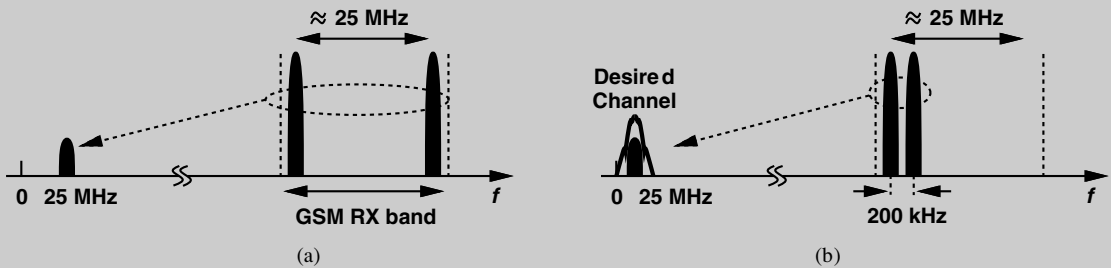 ≈ 25 MHz
0 25 MHz
GSM RX band
f
(a)
≈ 25 MHz
Desired
Channel
0 25 MHz
200 kHz
f
(b)